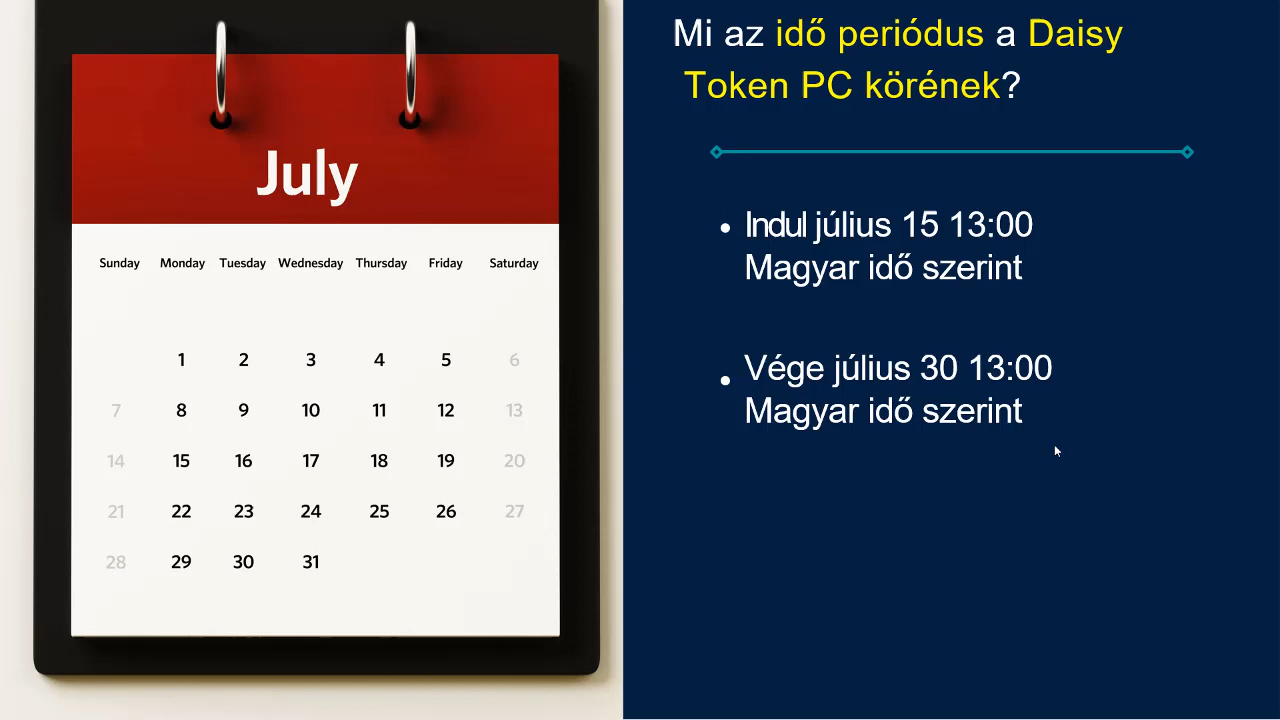 July
Sunday Monday Tuesday Wednesday Thursday Friday Saturday
1 2 3 4 5 6
7 8 9 10 11 12 13
14 15 16 17 18 19 20
21 22 23 24 25 26 27
28 29 30 31
Mi az idő periódus a Daisy
Token PC körének?
• Indul július 15 13:00
Magyar idő szerint
• Vége július 30 13:00
Magyar idő szerint